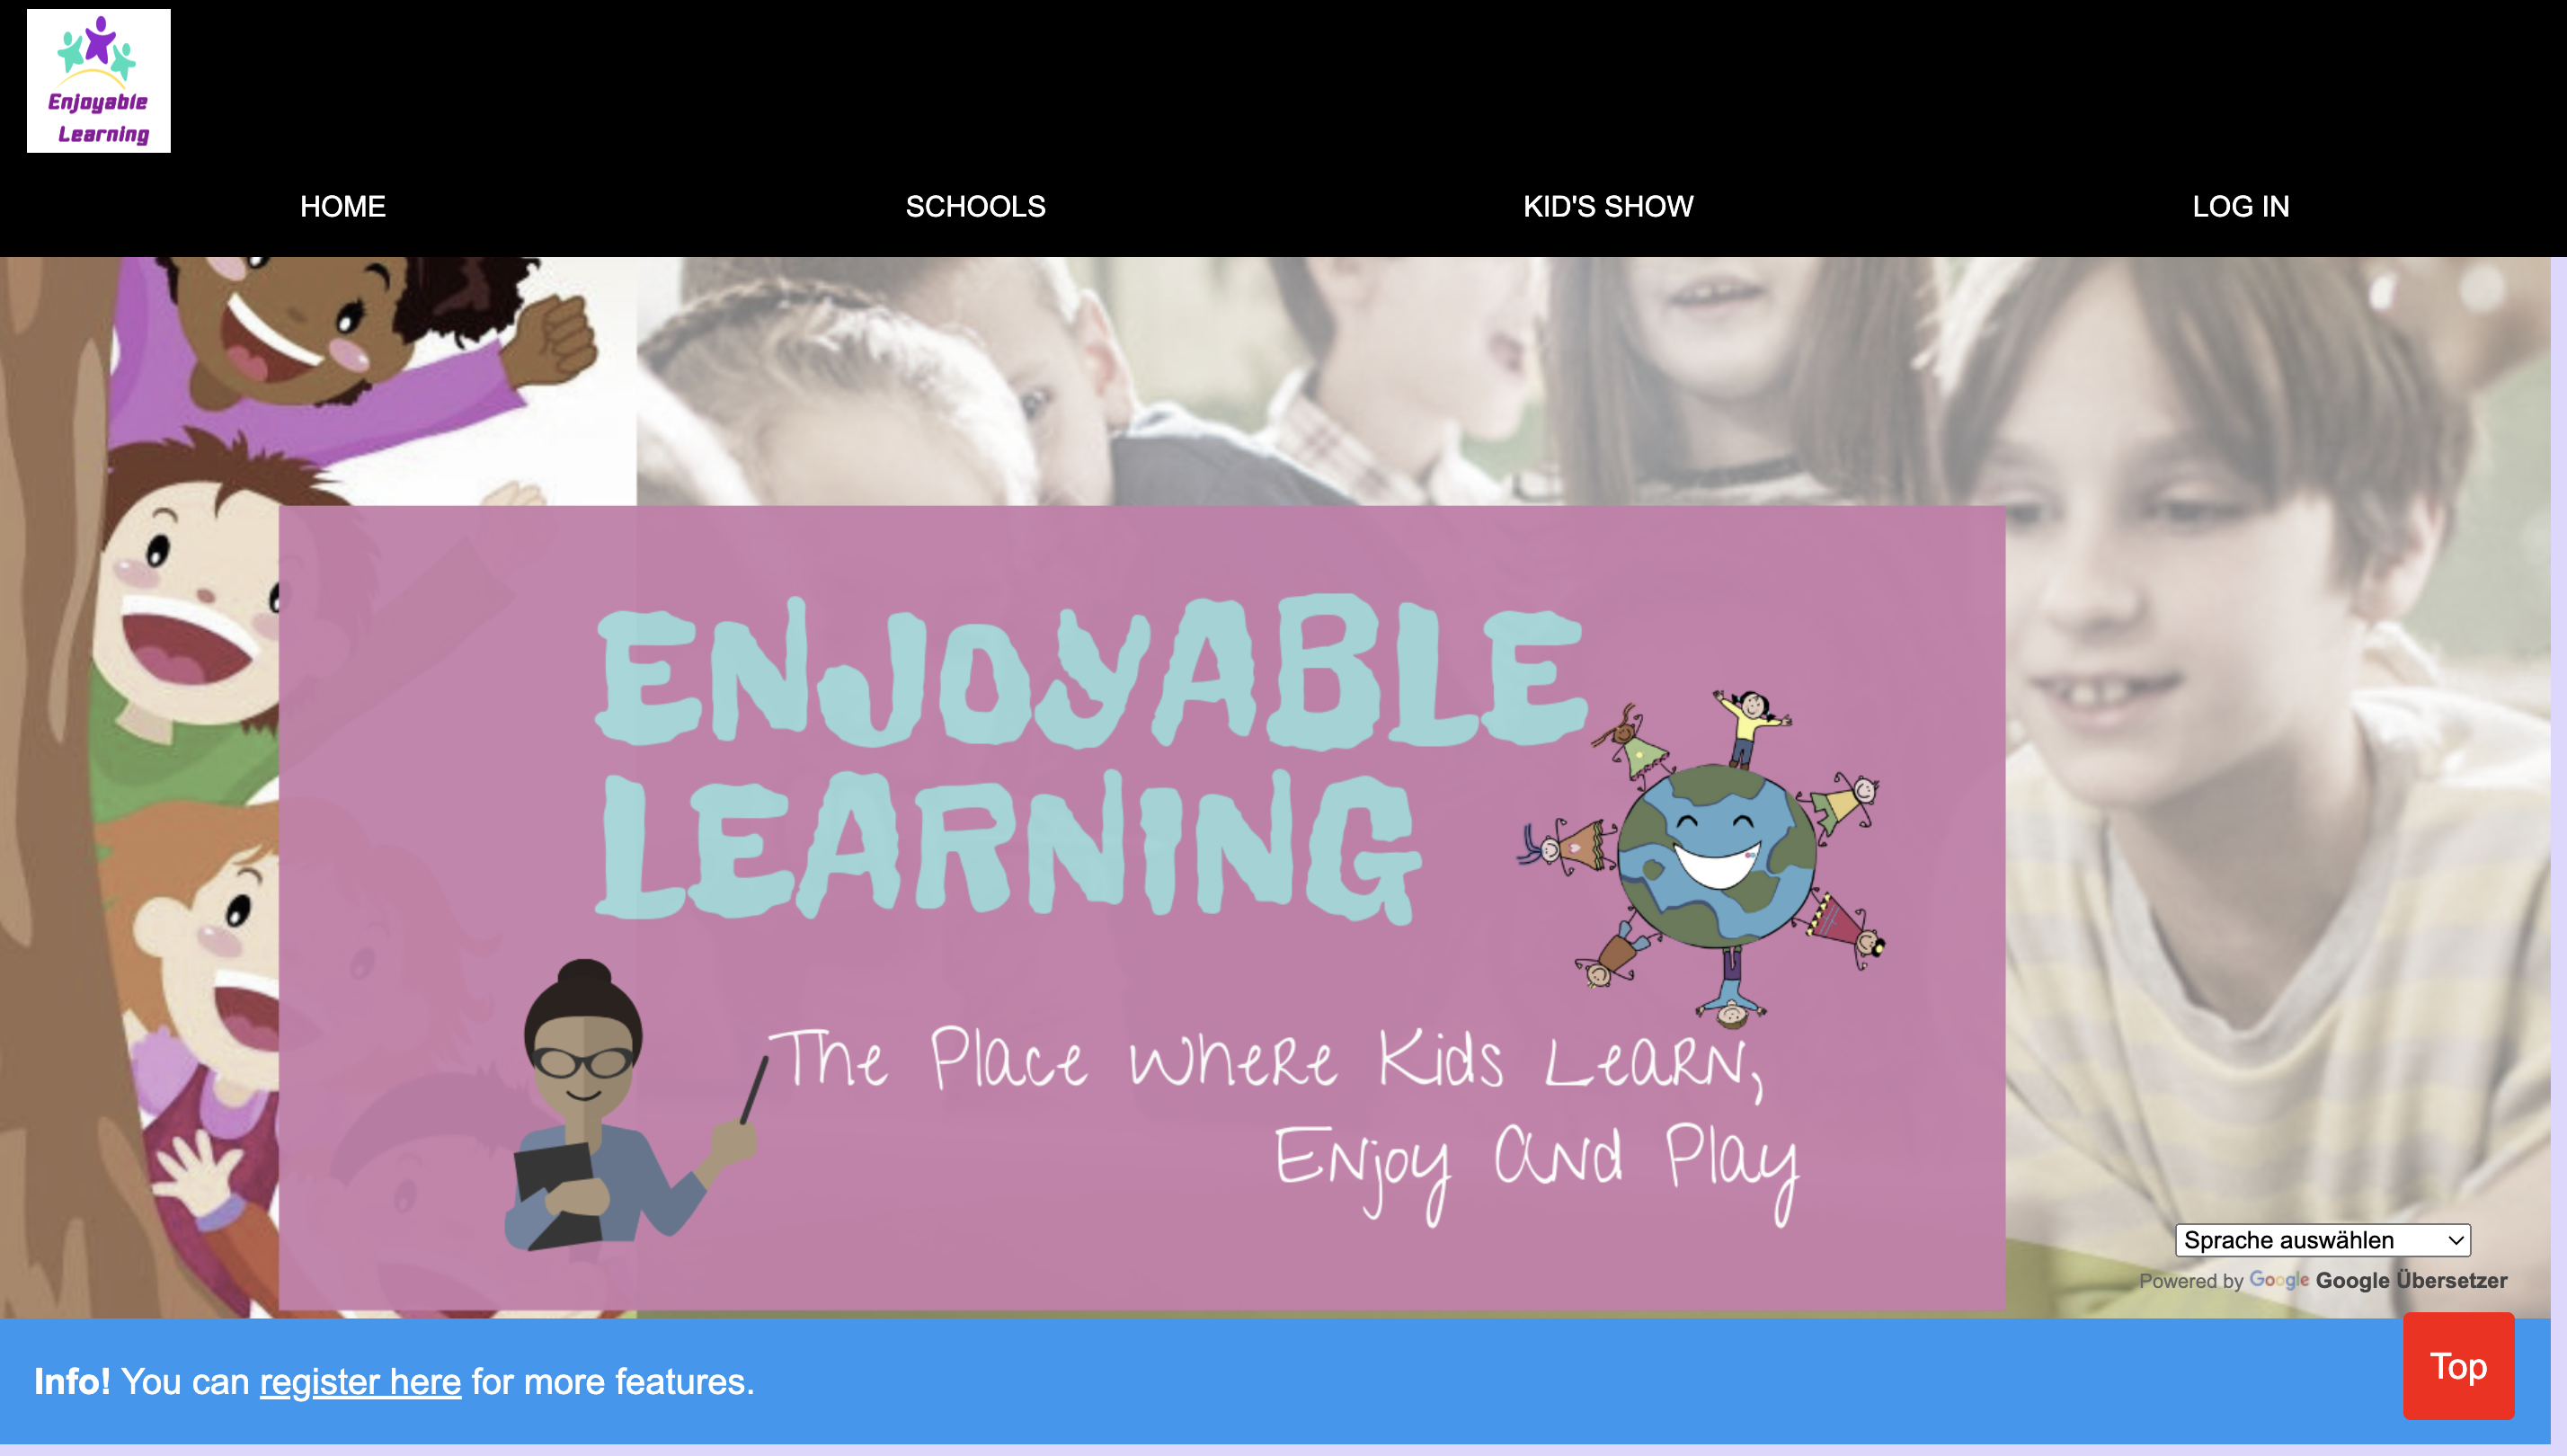 Enjoyable
Learning
HOME
SCHOOLS
KID'S SHOW
LOG IN
ENJOYABLE
LEARNING
The Place where Kids Learn,
Enjoy and Play
Sprache auswählen
Powered by Google Google Übersetzer
Info! You can register here for more features.
Top